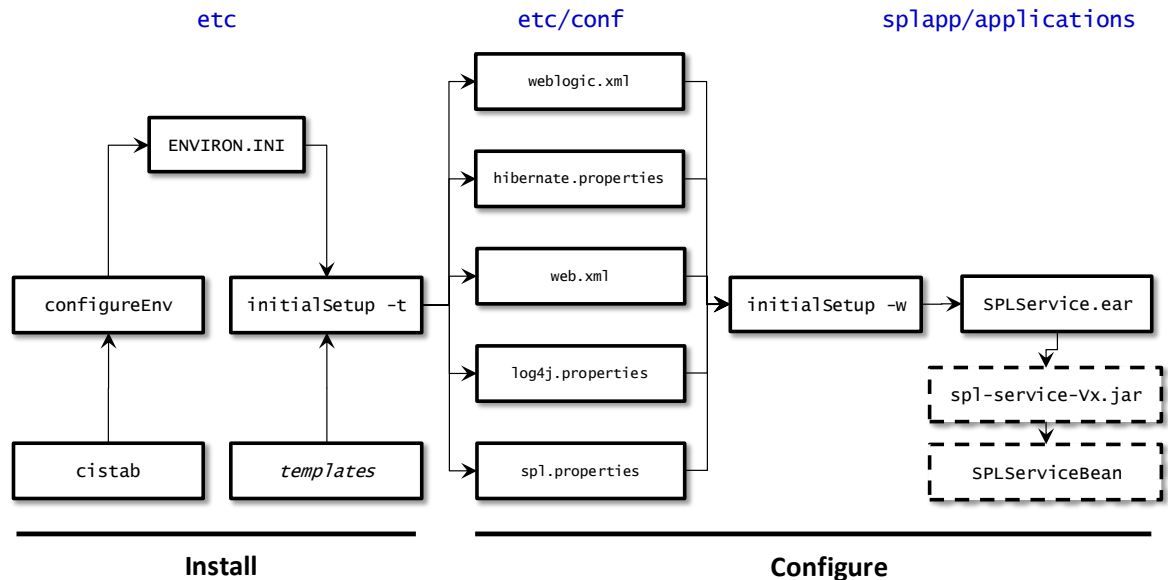 etc
etc/conf
splapp/applications
weblogic.xml
ENVIRON.INI
hibernate.properties
configureEnv
initialSetup –t
web.xml
initialSetup –w
SPLService.ear
log4j.properties
spl-service-Vx.jar
cistab
templates
spl.properties
SPLServiceBean
Install
Configure